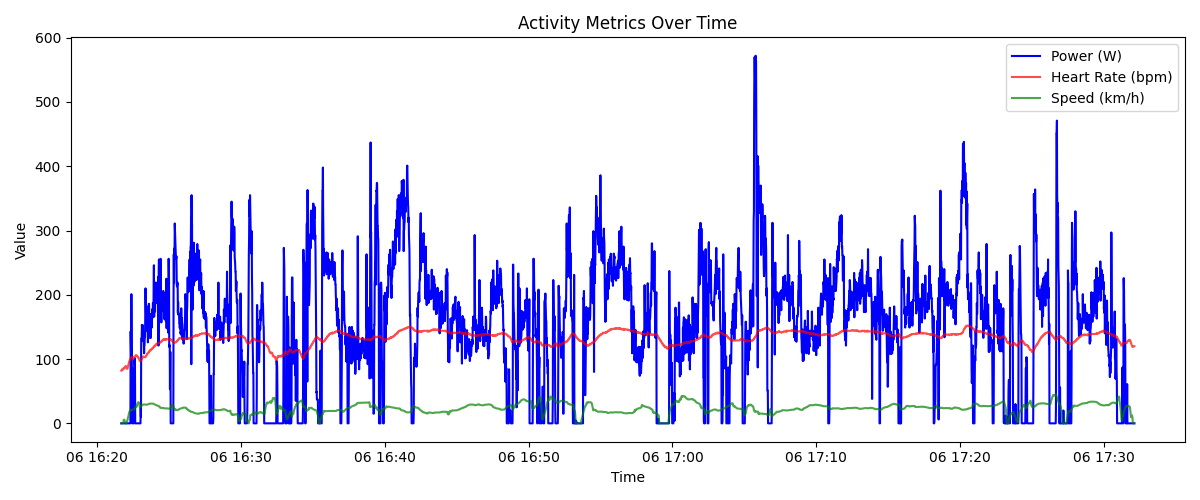 Activity Metrics Over Time
Power (W)
Heart Rate (bpm)
Speed (km/h)
Value
600
500
400
300
200
100
0
06 16:20 06 16:30 06 16:40 06 16:50 06 17:00 06 17:10 06 17:20 06 17:30
Time